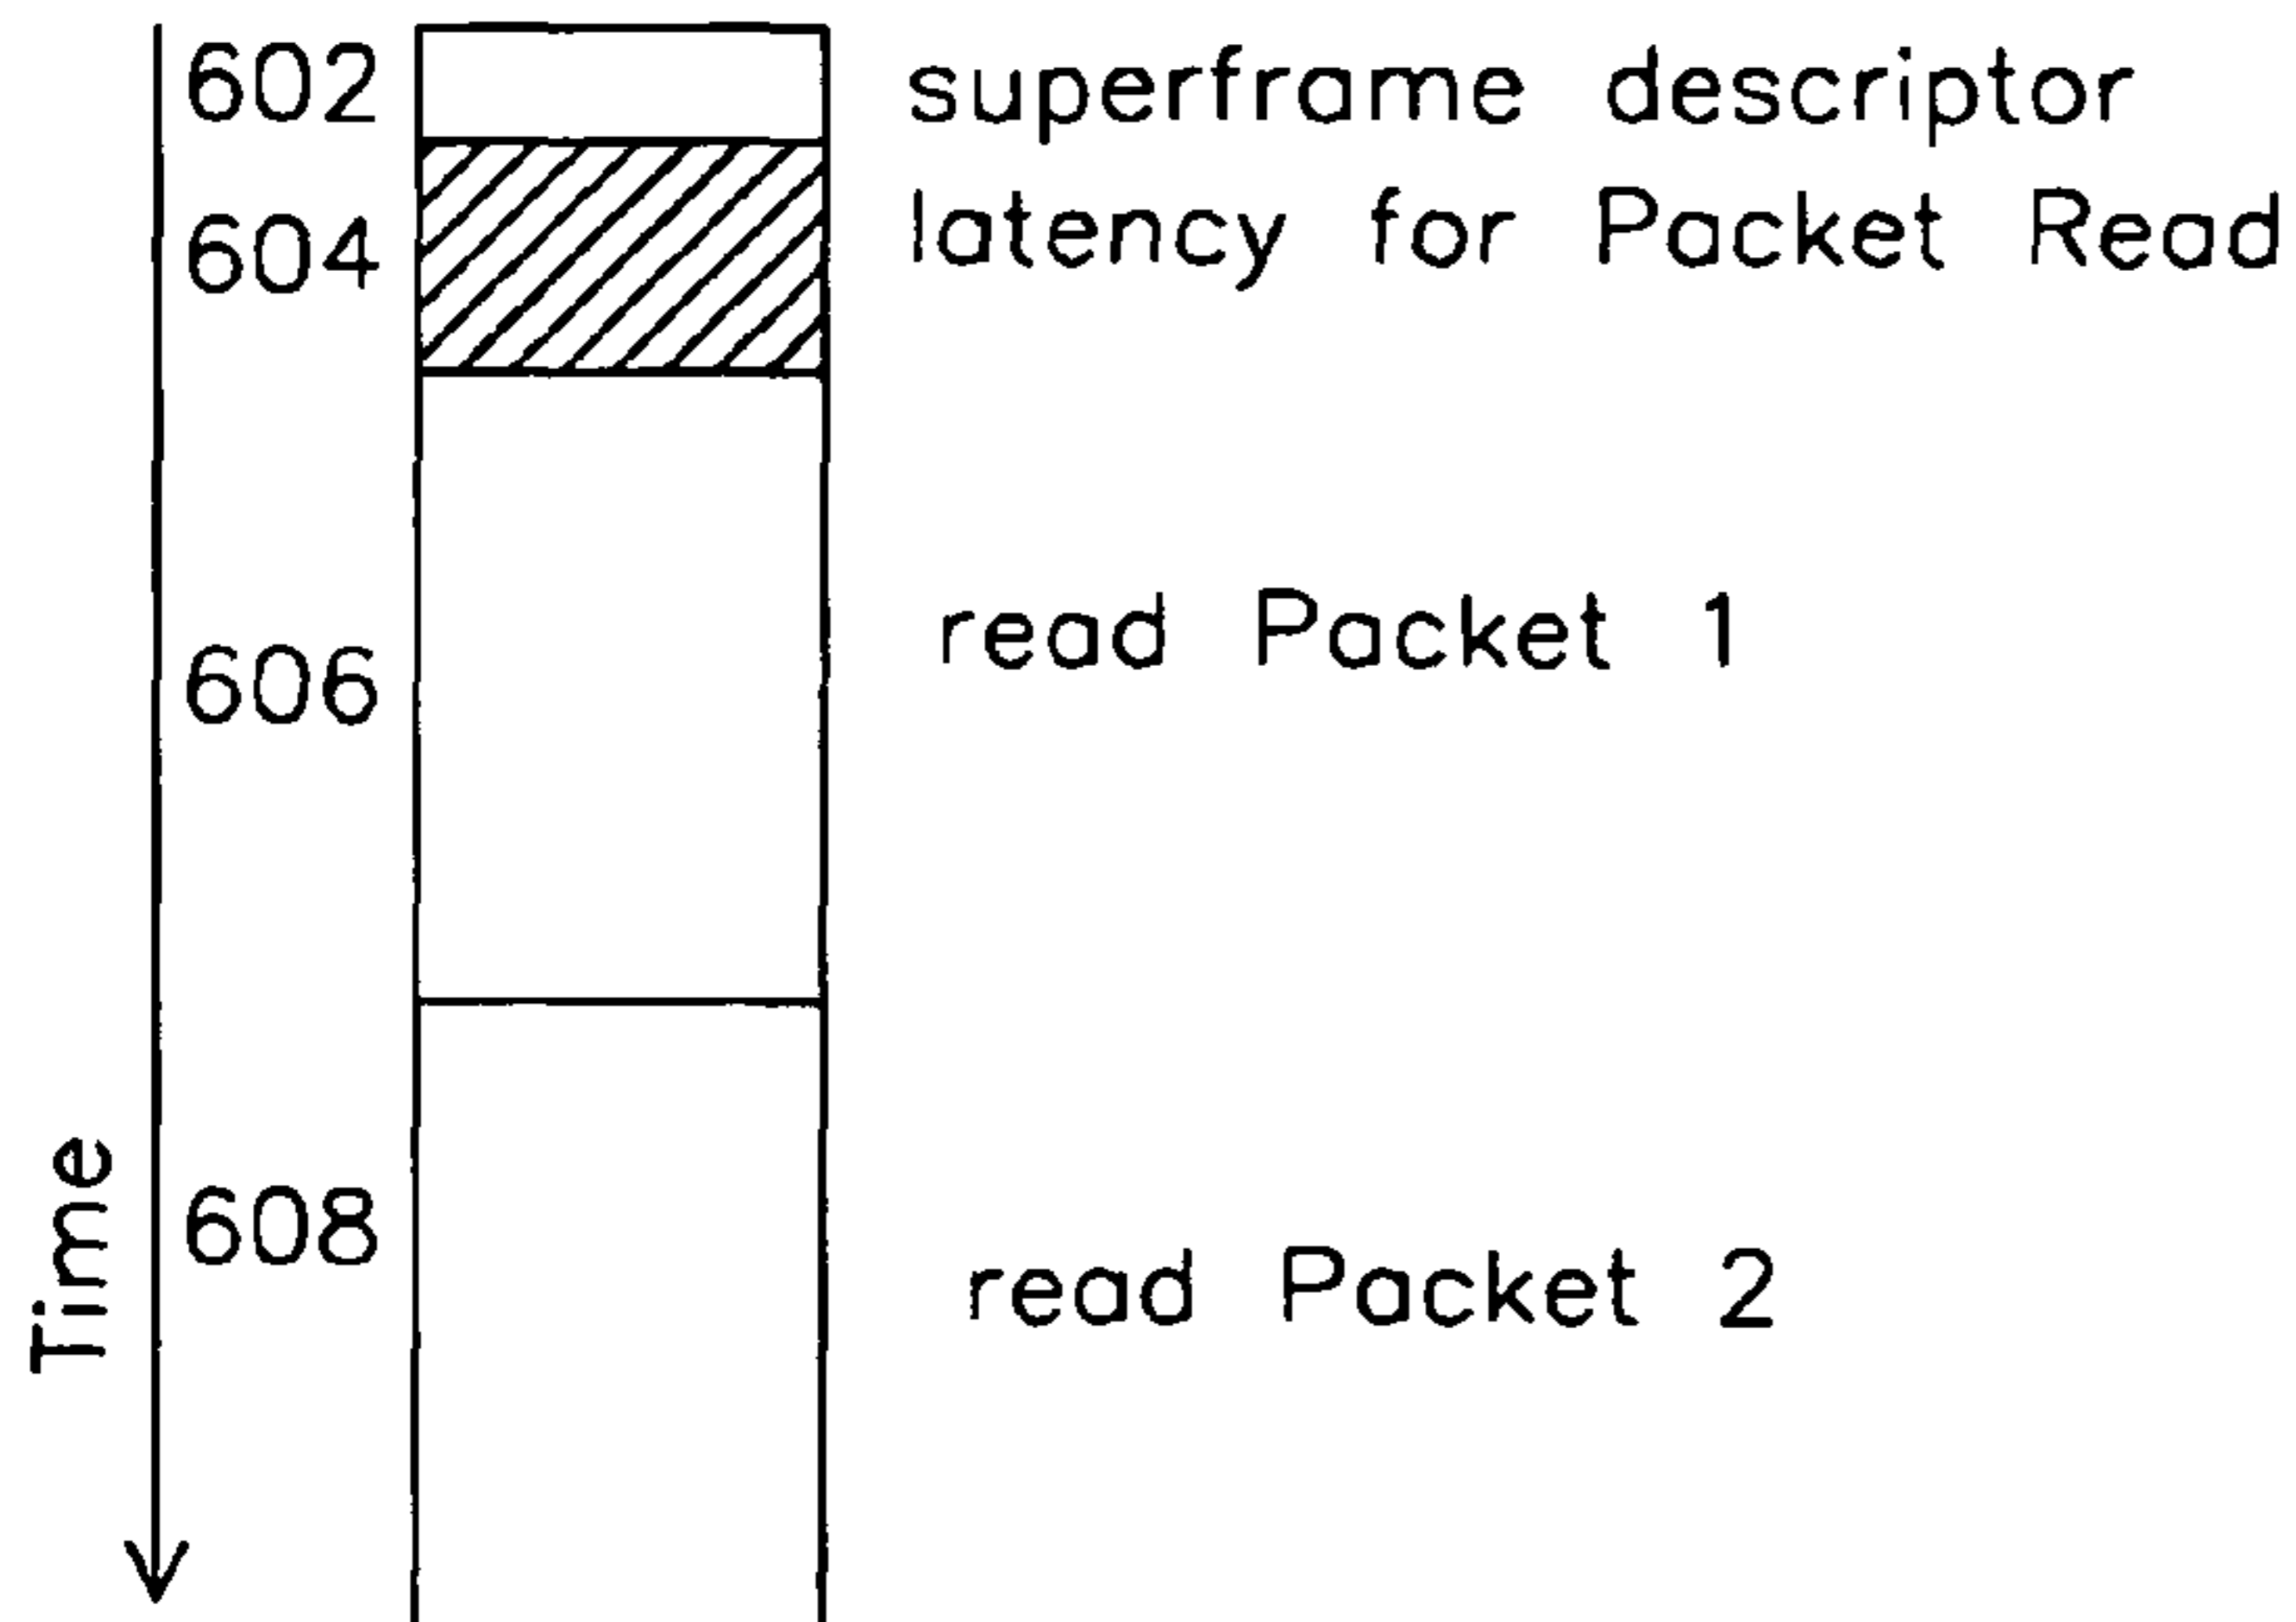 602 superframe descriptor
604 latency for Packet Read
606 read Packet 1
608 read Packet 2
Time